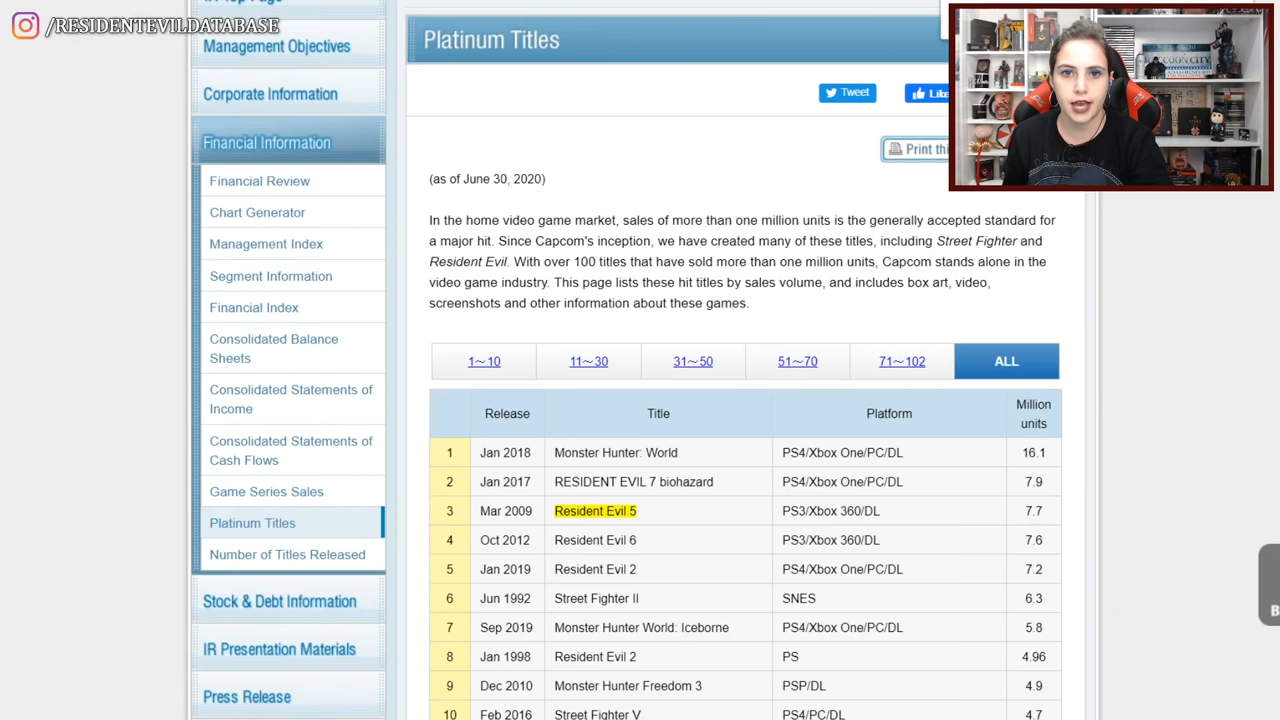 /RESIDENTEVILDATABASE
Management Objectives
Corporate Information
Financial Information
Financial Review
Chart Generator
Management Index
Segment Information
Financial Index
Consolidated Balance
Sheets
Consolidated Statements of
Income
Consolidated Statements of
Cash Flows
Game Series Sales
Platinum Titles
Number of Titles Released
Stock & Debt Information
IR Presentation Materials
Press Release
Platinum Titles
Tweet
Like
Print thi
(as of June 30, 2020)
In the home video game market, sales of more than one million units is the generally accepted standard for
a major hit. Since Capcom's inception, we have created many of these titles, including Street Fighter and
Resident Evil. With over 100 titles that have sold more than one million units, Capcom stands alone in the
video game industry. This page lists these hit titles by sales volume, and includes box art, video,
screenshots and other information about these games.
1～10 11～30 31～50 51～70 71～102 ALL
Release Title Platform Million
units
1 Jan 2018 Monster Hunter: World PS4/Xbox One/PC/DL 16.1
2 Jan 2017 RESIDENT EVIL 7 biohazard PS4/Xbox One/PC/DL 7.9
3 Mar 2009 Resident Evil 5 PS3/Xbox 360/DL 7.7
4 Oct 2012 Resident Evil 6 PS3/Xbox 360/DL 7.6
5 Jan 2019 Resident Evil 2 PS4/Xbox One/PC/DL 7.2
6 Jun 1992 Street Fighter II SNES 6.3
7 Sep 2019 Monster Hunter World: Iceborne PS4/Xbox One/PC/DL 5.8
8 Jan 1998 Resident Evil 2 PS 4.96
9 Dec 2010 Monster Hunter Freedom 3 PSP/DL 4.9
10 Feb 2016 Street Fighter V PS4/PC/DL 4.7
RACCOON CITY
B